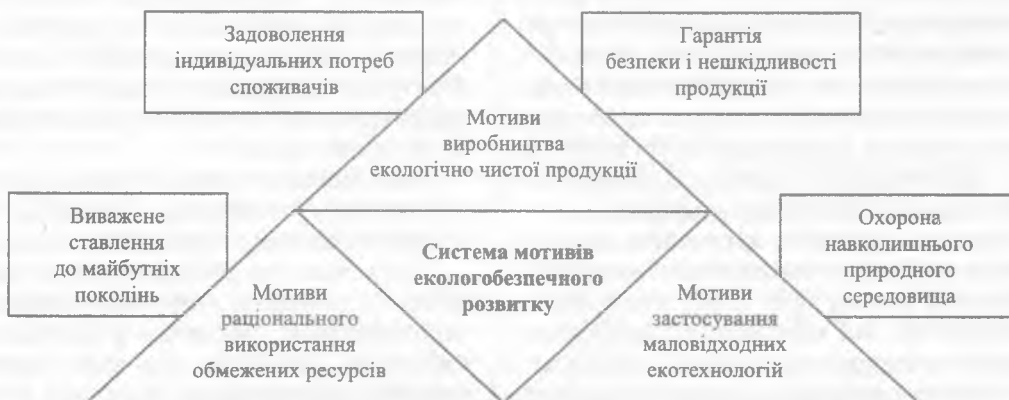 Задоволення
індивідуальних потреб
споживачів
Гарантія
безпеки і нешкідливості
продукції
Мотиви
виробництва
екологічно чистої продукції
Виважене
ставлення
до майбутніх
поколінь
Система мотивів
екологобезпечного
розвитку
Охорона
навколишнього
природного
середовища
Мотиви
раціонального
використання
обмежених ресурсів
Мотиви
застосування
маловідходних
екотехнологій